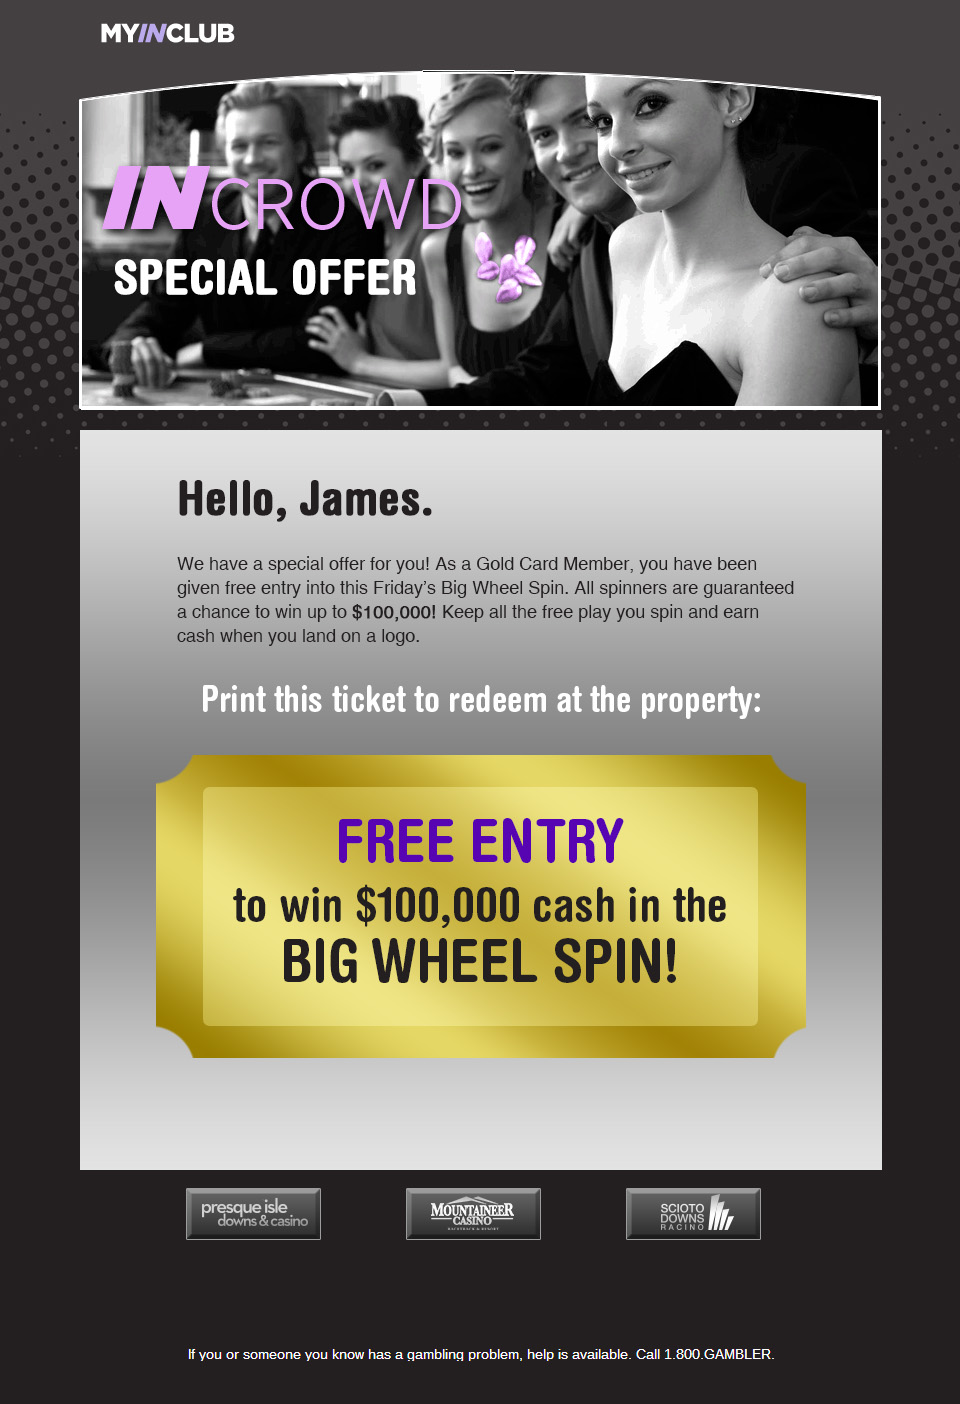 MYINCLUB
INCROWD
SPECIAL OFFER
Hello, James.
We have a special offer for you! As a Gold Card Member, you have been
given free entry into this Friday’s Big Wheel Spin. All spinners are guaranteed
a chance to win up to $100,000! Keep all the free play you spin and earn
cash when you land on a logo.
Print this ticket to redeem at the property:
FREE ENTRY
to win $100,000 cash in the
BIG WHEEL SPIN!
presque isle
downs & casino
MOUNTAINEER
CASINO
RACETRACK & RESORT
SCIOTO
DOWNS
RACINO
If you or someone you know has a gambling problem, help is available. Call 1.800.GAMBLER.